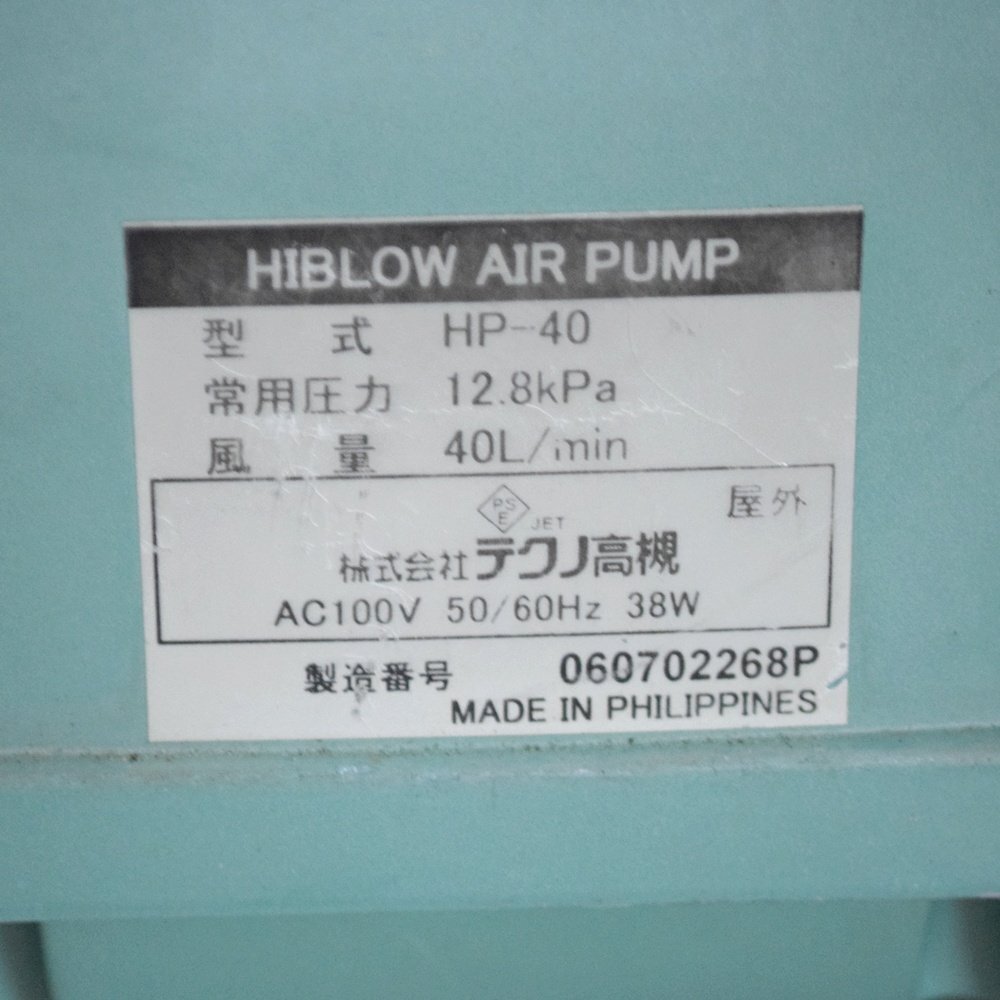 HIBLOW AIR PUMP
型 式 HP-40
常用圧力 12.8kPa
風 量 40L/min
PS E JET 屋外
株式会社テクノ高槻
AC100V 50/60Hz 38W
製造番号 060702268P
MADE IN PHILIPPINES